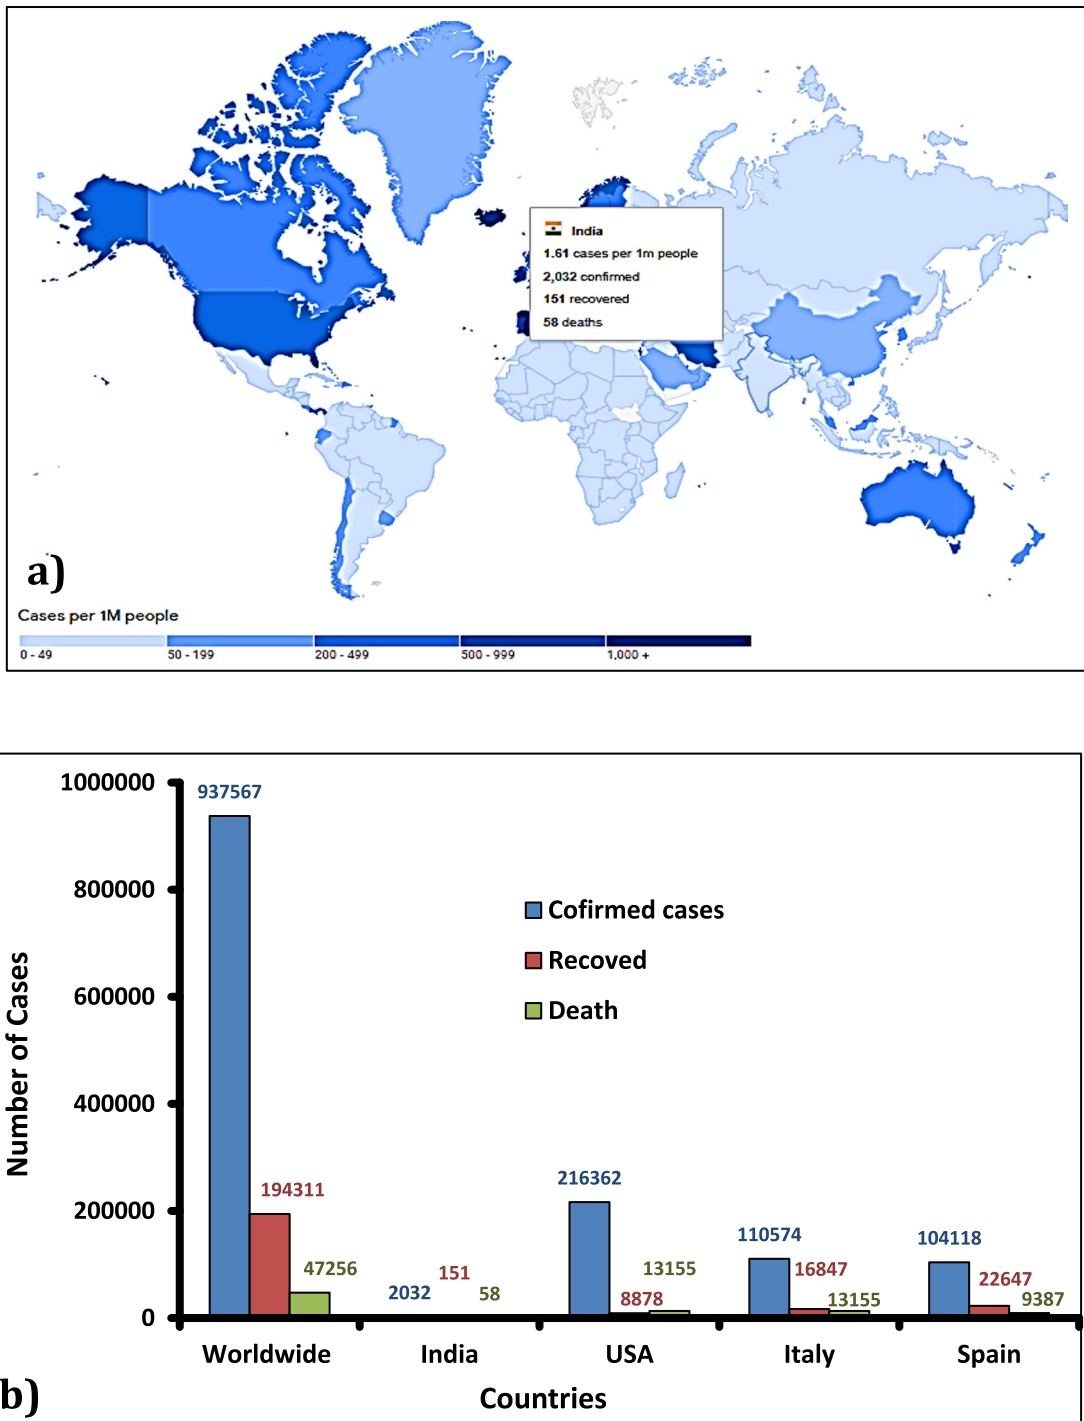 India
1.61 cases per 1m people
2,032 confirmed
151 recovered
58 deaths
a)
Cases per 1M people
0 - 49
50 - 199
200 - 499
500 - 999
1,000 +
1000000
800000
600000
400000
200000
0
Number of Cases
937567
194311
47256
2032
151
58
216362
8878
13155
110574
16847
13155
104118
22647
9387
Cofirmed cases
Recoved
Death
Worldwide
India
USA
Italy
Spain
Countries
b)